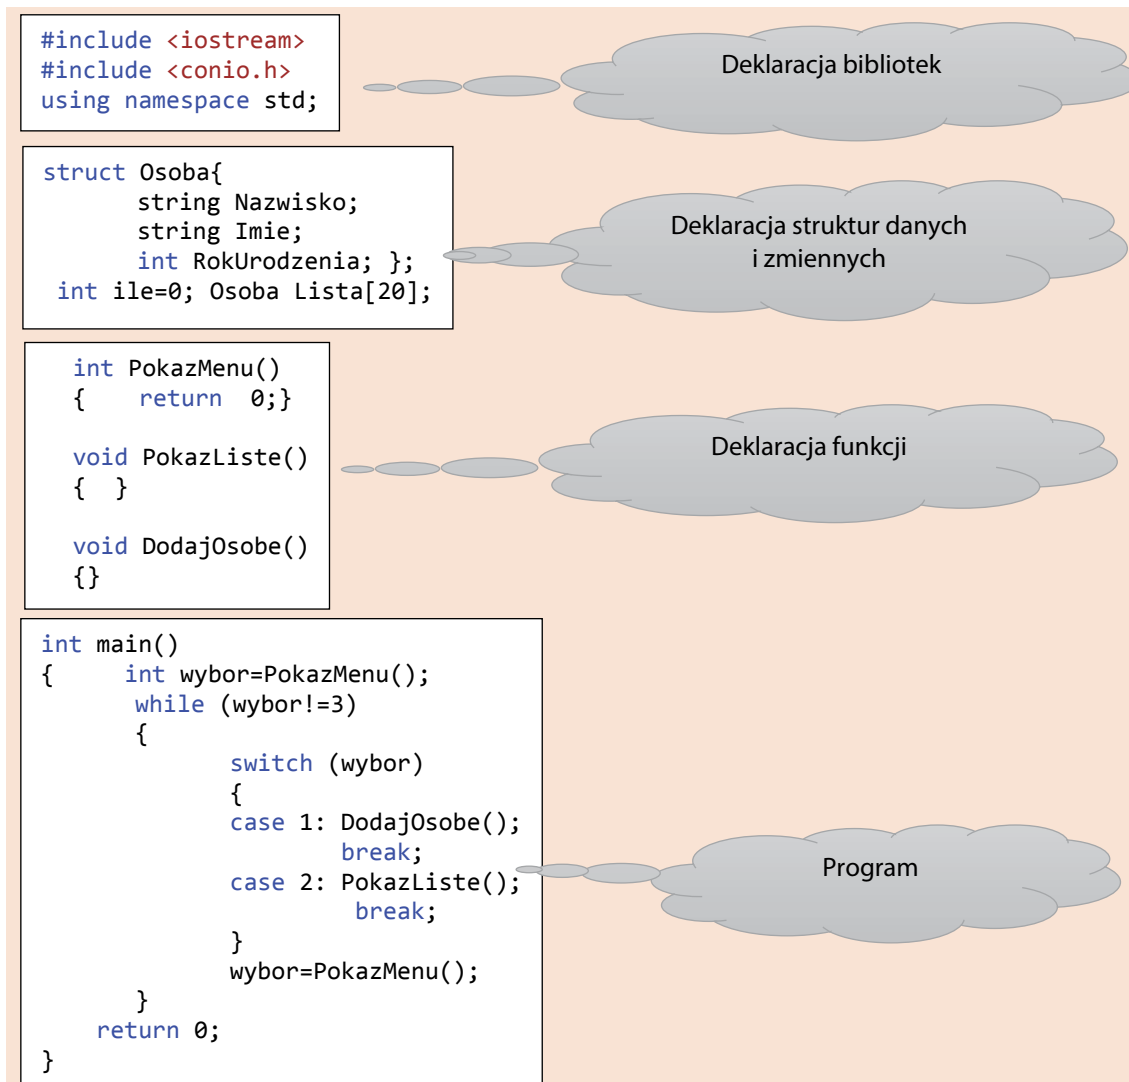 #include <iostream>
#include <conio.h>
using namespace std;
Deklaracja bibliotek
struct Osoba{
string Nazwisko;
string Imie;
int RokUrodzenia; };
int ile=0; Osoba Lista[20];
Deklaracja struktur danych
i zmiennych
int PokazMenu()
{ return 0;}
void PokazListe()
{ }
void DodajOsobe()
{}
Deklaracja funkcji
int main()
{ int wybor=PokazMenu();
while (wybor!=3)
{
switch (wybor)
{
case 1: DodajOsobe();
break;
case 2: PokazListe();
break;
}
wybor=PokazMenu();
}
return 0;
}
Program